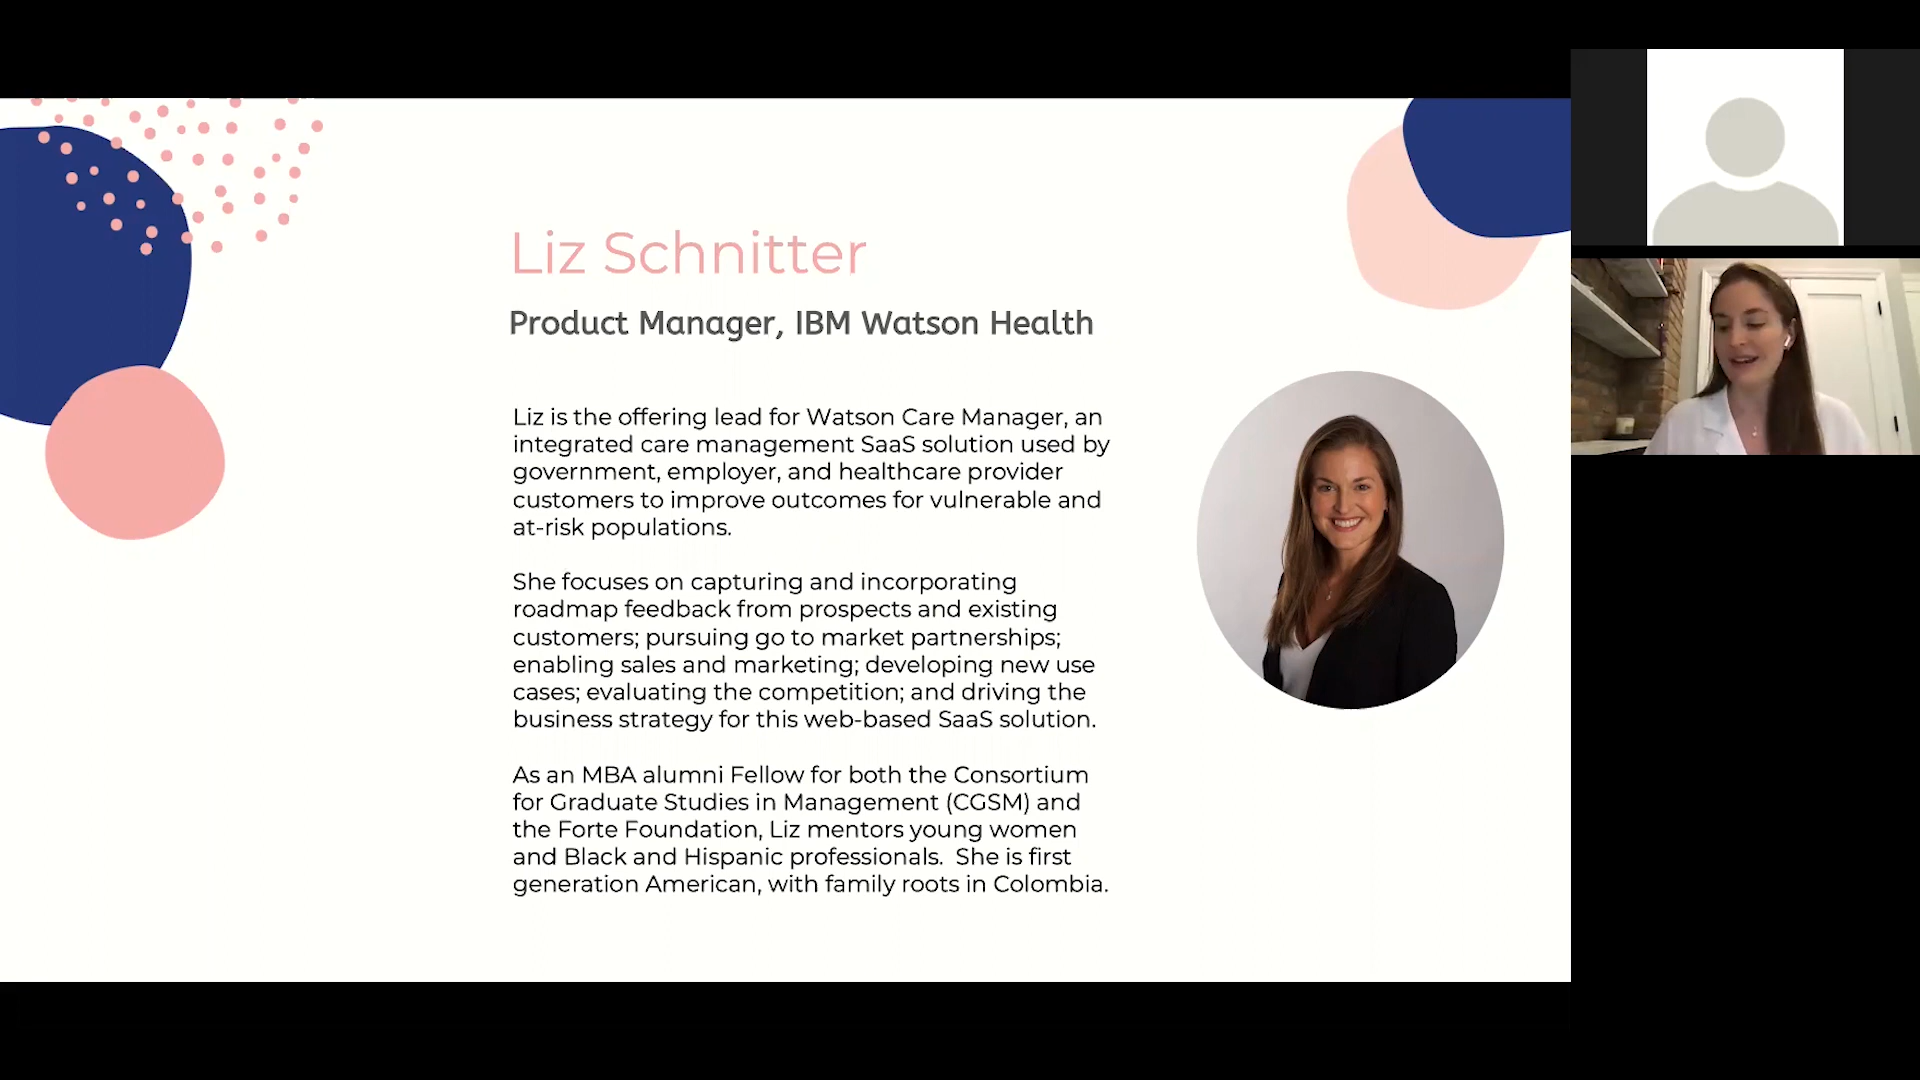 Liz Schnitter
Product Manager, IBM Watson Health
Liz is the offering lead for Watson Care Manager, an
integrated care management SaaS solution used by
government, employer, and healthcare provider
customers to improve outcomes for vulnerable and
at-risk populations.
She focuses on capturing and incorporating
roadmap feedback from prospects and existing
customers; pursuing go to market partnerships;
enabling sales and marketing; developing new use
cases; evaluating the competition; and driving the
business strategy for this web-based SaaS solution.
As an MBA alumni Fellow for both the Consortium
for Graduate Studies in Management (CGSM) and
the Forte Foundation, Liz mentors young women
and Black and Hispanic professionals.  She is first
generation American, with family roots in Colombia.